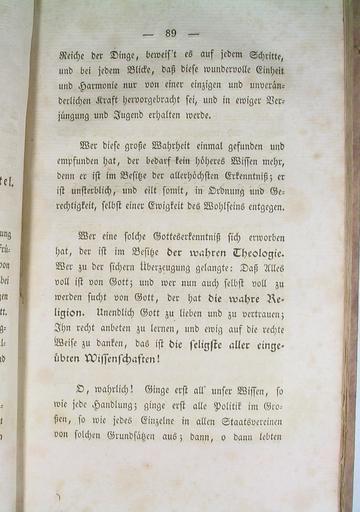 — 89 —
Reiche der Dinge, beweis't es auf jedem Schritte,
und bei jedem Blicke, daß diese wundervolle Einheit
und Harmonie nur von einer einzigen und unverän-
derlichen Kraft hervorgebracht sei, und in ewiger Ver-
jüngung und Jugend erhalten werde.
Wer diese große Wahrheit einmal gefunden und
empfunden hat, der bedarf kein höheres Wissen mehr,
denn er ist im Besitze der allerhöchsten Erkenntniß; er
ist unsterblich, und eilt somit, in Ordnung und Ge-
rechtigkeit, selbst einer Ewigkeit des Wohlseins entgegen.
Wer eine solche Gotteserkenntniß sich erworben
hat, der ist im Besitze der wahren Theologie.
Wer zu der sichern Überzeugung gelangte: Daß Alles
voll ist von Gott; und wer nun auch selbst voll zu
werden sucht von Gott, der hat die wahre Re-
ligion. Unendlich Gott zu lieben und zu vertrauen;
Ihn recht anbeten zu lernen, und ewig auf die rechte
Weise zu danken, das ist die seligste aller einge-
übten Wissenschaften!
O, wahrlich! Ginge erst all' unser Wissen, so
wie jede Handlung; ginge erst alle Politik im Gro-
ßen, so wie jedes Einzelne in allen Staatsvereinen
von solchen Grundsätzen aus; dann, o dann lebten